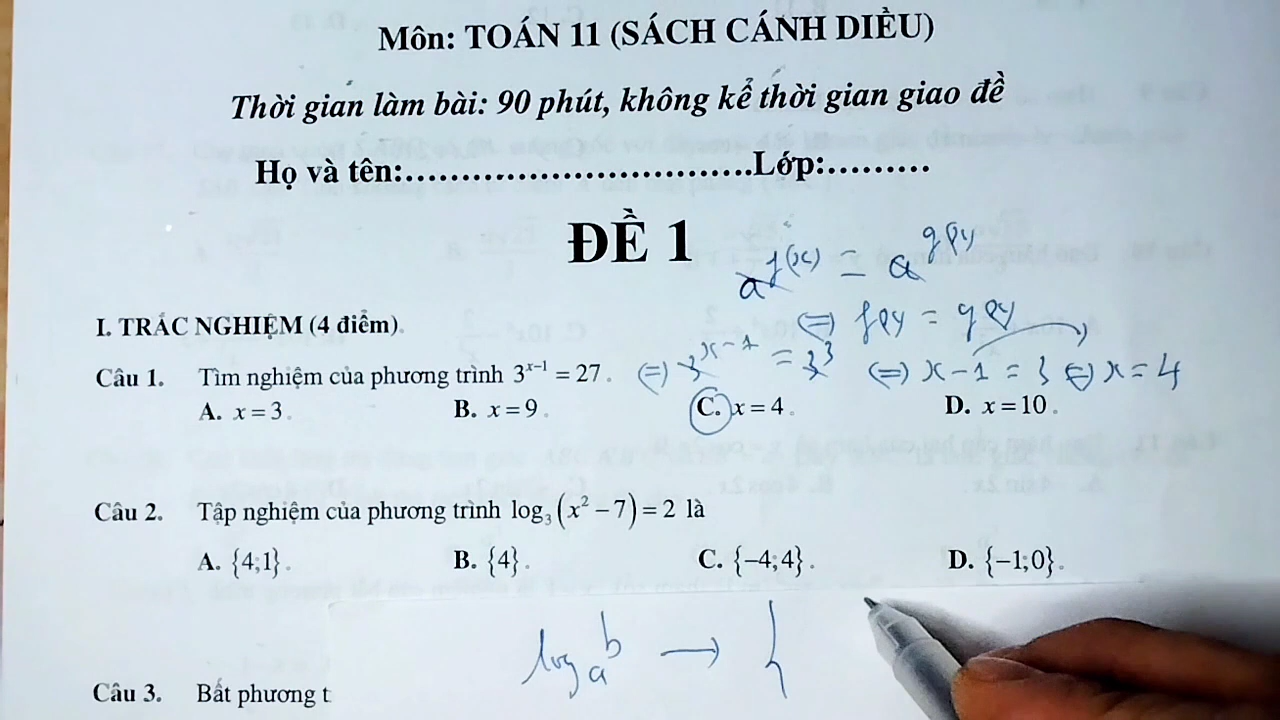 Môn: TOÁN 11 (SÁCH CÁNH DIỀU)
Thời gian làm bài: 90 phút, không kể thời gian giao đề
Họ và tên:..............................Lớp:.........
ĐỀ 1
a^{f(x)} = a^{g(x)}
⇔ f(x) = g(x)
I. TRẮC NGHIỆM (4 điểm).
Câu 1. Tìm nghiệm của phương trình 3^{x−1} = 27. ⇔ 3^{x−1} = 3^3 ⇔ x−1 = 3 ⇔ x = 4
A. x = 3. B. x = 9. C. x = 4. D. x = 10.
Câu 2. Tập nghiệm của phương trình log₃(x² − 7) = 2 là
A. {4;1}. B. {4}. C. {−4;4}. D. {−1;0}.
log_a b → {
Câu 3. Bất phương t